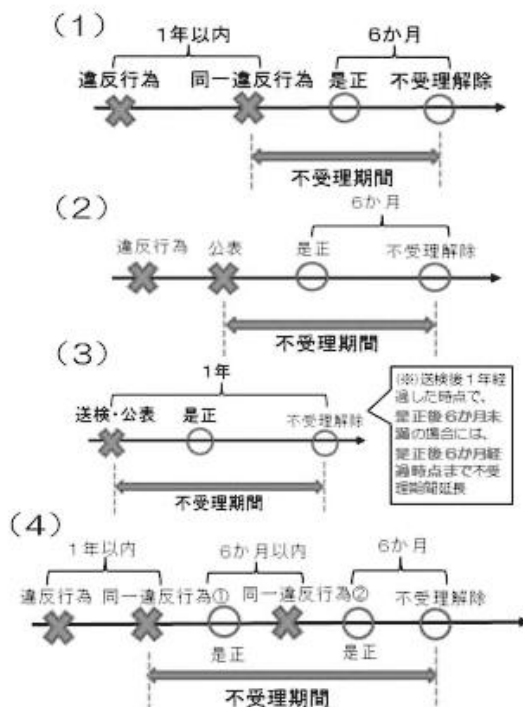 (1)
1年以内
6か月
違反行為 同一違反行為 是正 不受理解除
不受理期間
(2)
6か月
違反行為 公表 是正 不受理解除
不受理期間
(3)
1年
送検・公表 是正 不受理解除
不受理期間
(※)送検後1年経
過した時点で、
是正後6か月未
満の場合には、
是正後6か月経
過時点まで不受
理期間延長
(4)
1年以内 6か月以内 6か月
違反行為 同一違反行為① 同一違反行為② 不受理解除
是正 是正
不受理期間